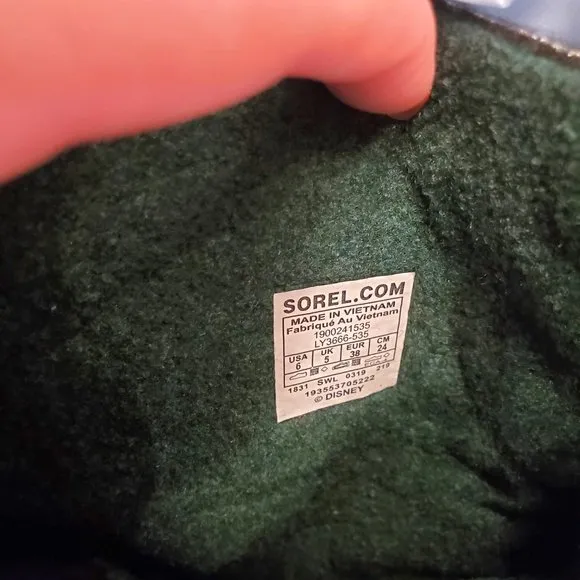 SOREL.COM
MADE IN VIETNAM
Fabriqué Au Vietnam
1900241535
LY3666-535
USA UK EUR CM
6 5 38 24
1831 SWL 0319 219
193553705222
© DISNEY